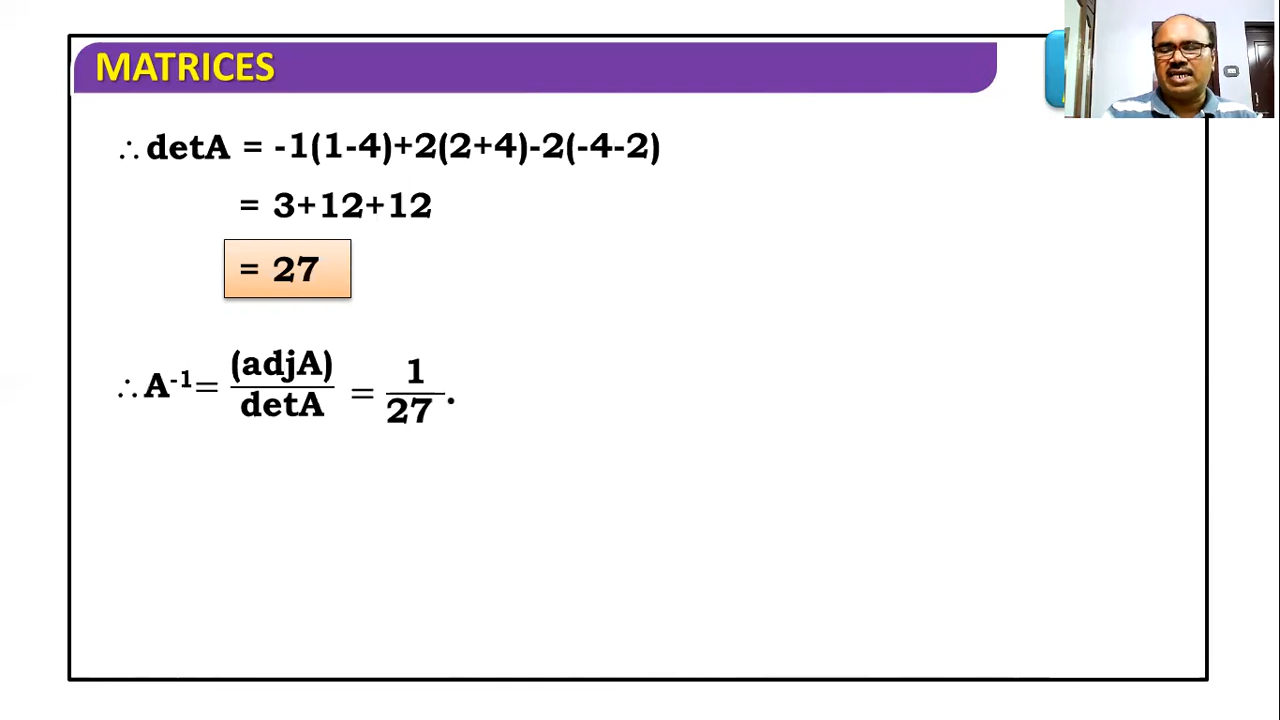 MATRICES
∴ detA = -1(1-4)+2(2+4)-2(-4-2)
= 3+12+12
= 27
∴ A⁻¹ = (adjA)/detA = 1/27 .